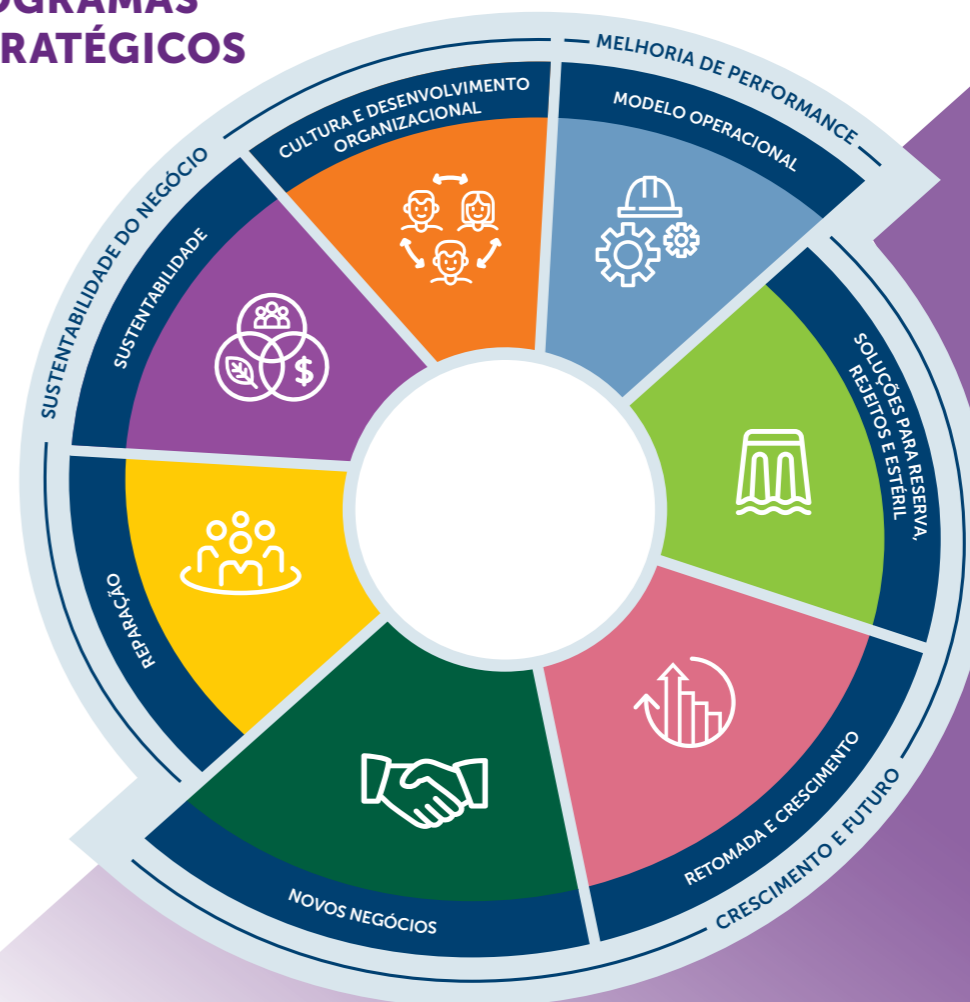 OGRAMAS
RATÉGICOS
MELHORIA DE PERFORMANCE
MODELO OPERACIONAL
CULTURA E DESENVOLVIMENTO
ORGANIZACIONAL
SUSTENTABILIDADE DO NEGÓCIO
SUSTENTABILIDADE
SOLUÇÕES PARA RESERVA,
REJEITOS E ESTÉRIL
$
REPARAÇÃO
RETOMADA E CRESCIMENTO
CRESCIMENTO E FUTURO
NOVOS NEGÓCIOS